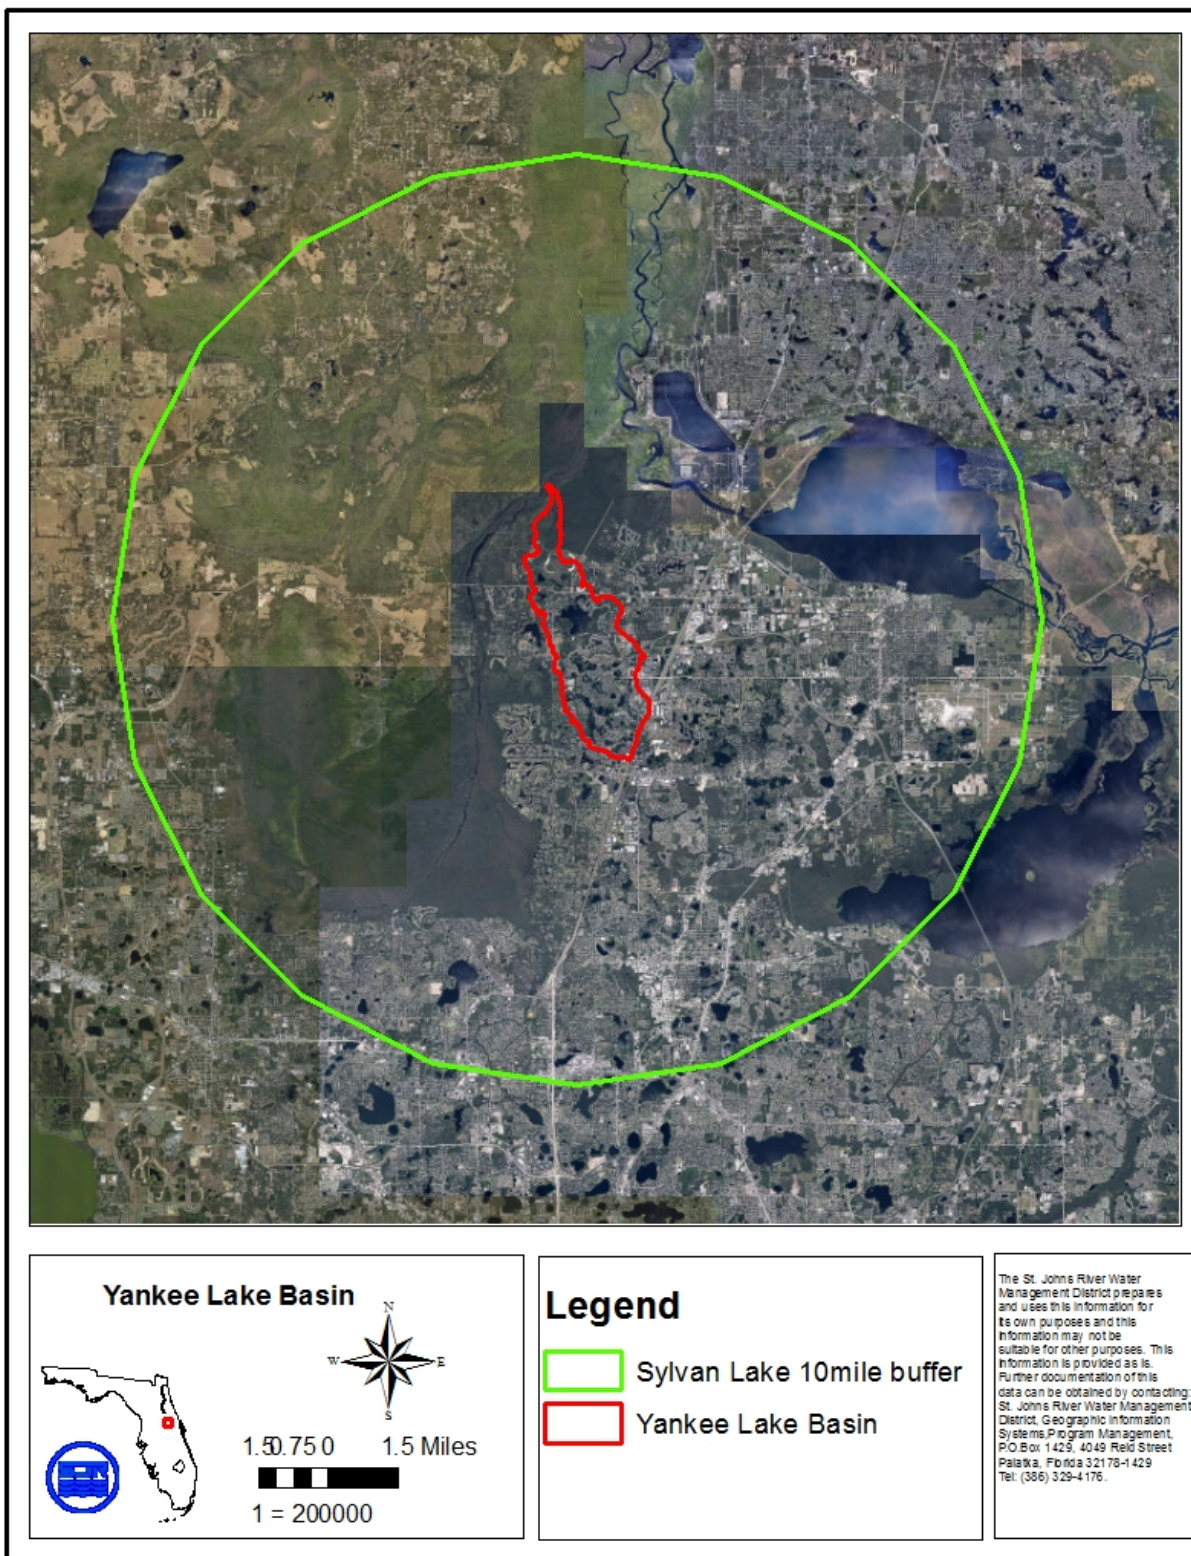 Yankee Lake Basin
N
W
E
S
1.50.75 0 1.5 Miles
1 = 200000
Legend
Sylvan Lake 10mile buffer
Yankee Lake Basin
The St. Johns River Water
Management District prepares
and uses this information for
its own purposes and this
information may not be
suitable for other purposes. This
information is provided as is.
Further documentation of this
data can be obtained by contacting:
St. Johns River Water Management
District, Geographic Information
Systems,Program Management,
P.O.Box 1429, 4049 Reid Street
Palatka, Florida 32178-1429
Tel: (386) 329-4176.